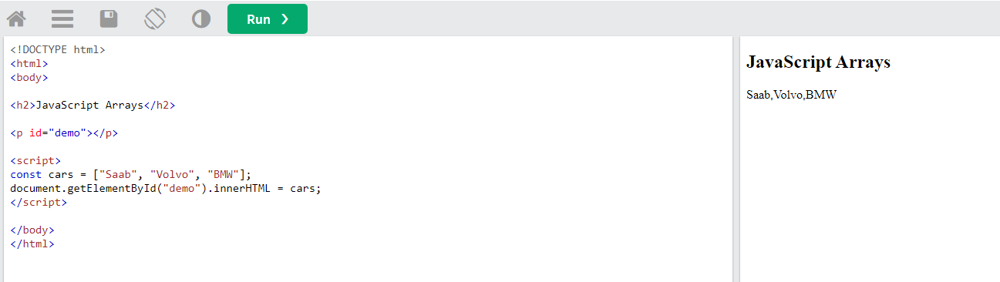 Run ❯
<!DOCTYPE html>
<html>
<body>
<h2>JavaScript Arrays</h2>
<p id="demo"></p>
<script>
const cars = ["Saab", "Volvo", "BMW"];
document.getElementById("demo").innerHTML = cars;
</script>
</body>
</html>
JavaScript Arrays
Saab,Volvo,BMW